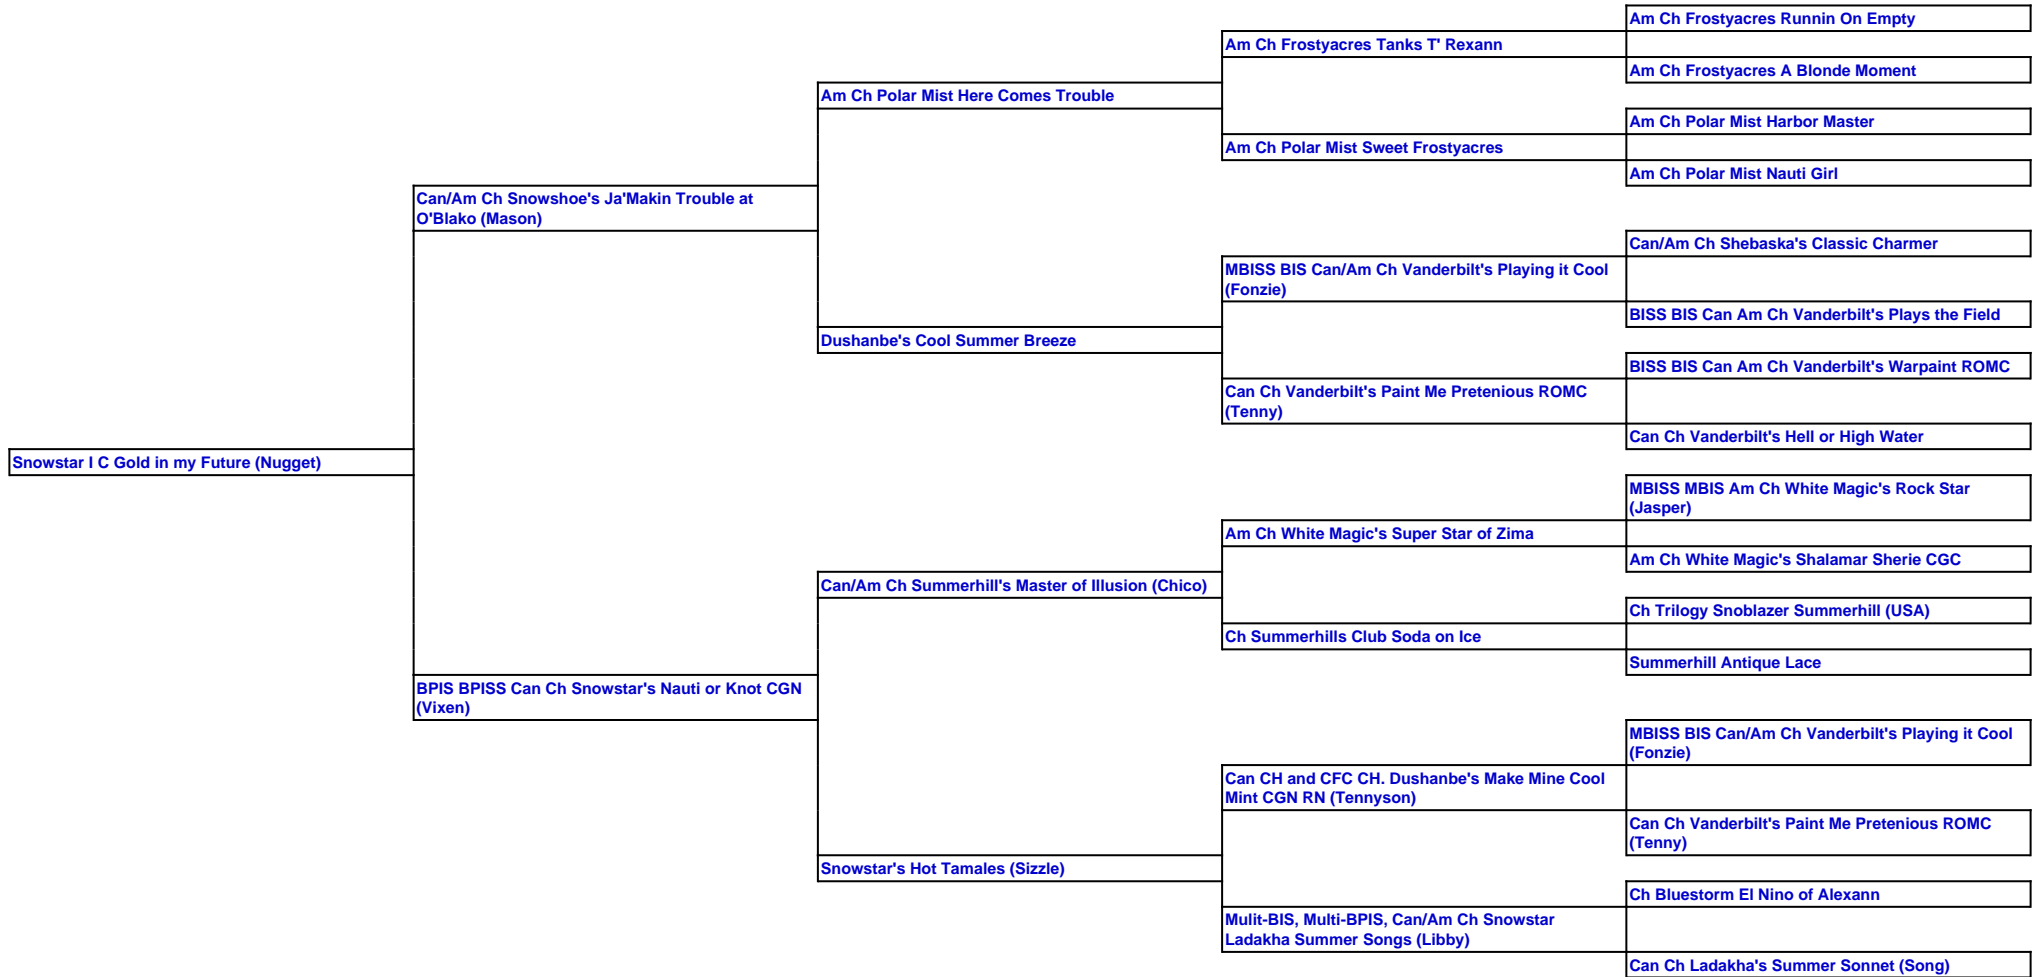 Am Ch Frostyacres Runnin On Empty
Am Ch Frostyacres Tanks T' Rexann
Am Ch Frostyacres A Blonde Moment
Am Ch Polar Mist Here Comes Trouble
Am Ch Polar Mist Harbor Master
Am Ch Polar Mist Sweet Frostyacres
Am Ch Polar Mist Nauti Girl
Can/Am Ch Snowshoe's Ja'Makin Trouble at
O'Blako (Mason)
Can/Am Ch Shebaska's Classic Charmer
MBISS BIS Can/Am Ch Vanderbilt's Playing it Cool
(Fonzie)
BISS BIS Can Am Ch Vanderbilt's Plays the Field
Dushanbe's Cool Summer Breeze
BISS BIS Can Am Ch Vanderbilt's Warpaint ROMC
Can Ch Vanderbilt's Paint Me Pretenious ROMC
(Tenny)
Can Ch Vanderbilt's Hell or High Water
Snowstar I C Gold in my Future (Nugget)
MBISS MBIS Am Ch White Magic's Rock Star
(Jasper)
Am Ch White Magic's Super Star of Zima
Am Ch White Magic's Shalamar Sherie CGC
Can/Am Ch Summerhill's Master of Illusion (Chico)
Ch Trilogy Snoblazer Summerhill (USA)
Ch Summerhills Club Soda on Ice
Summerhill Antique Lace
BPIS BPISS Can Ch Snowstar's Nauti or Knot CGN
(Vixen)
MBISS BIS Can/Am Ch Vanderbilt's Playing it Cool
(Fonzie)
Can CH and CFC CH. Dushanbe's Make Mine Cool
Mint CGN RN (Tennyson)
Can Ch Vanderbilt's Paint Me Pretenious ROMC
(Tenny)
Snowstar's Hot Tamales (Sizzle)
Ch Bluestorm El Nino of Alexann
Mulit-BIS, Multi-BPIS, Can/Am Ch Snowstar
Ladakha Summer Songs (Libby)
Can Ch Ladakha's Summer Sonnet (Song)